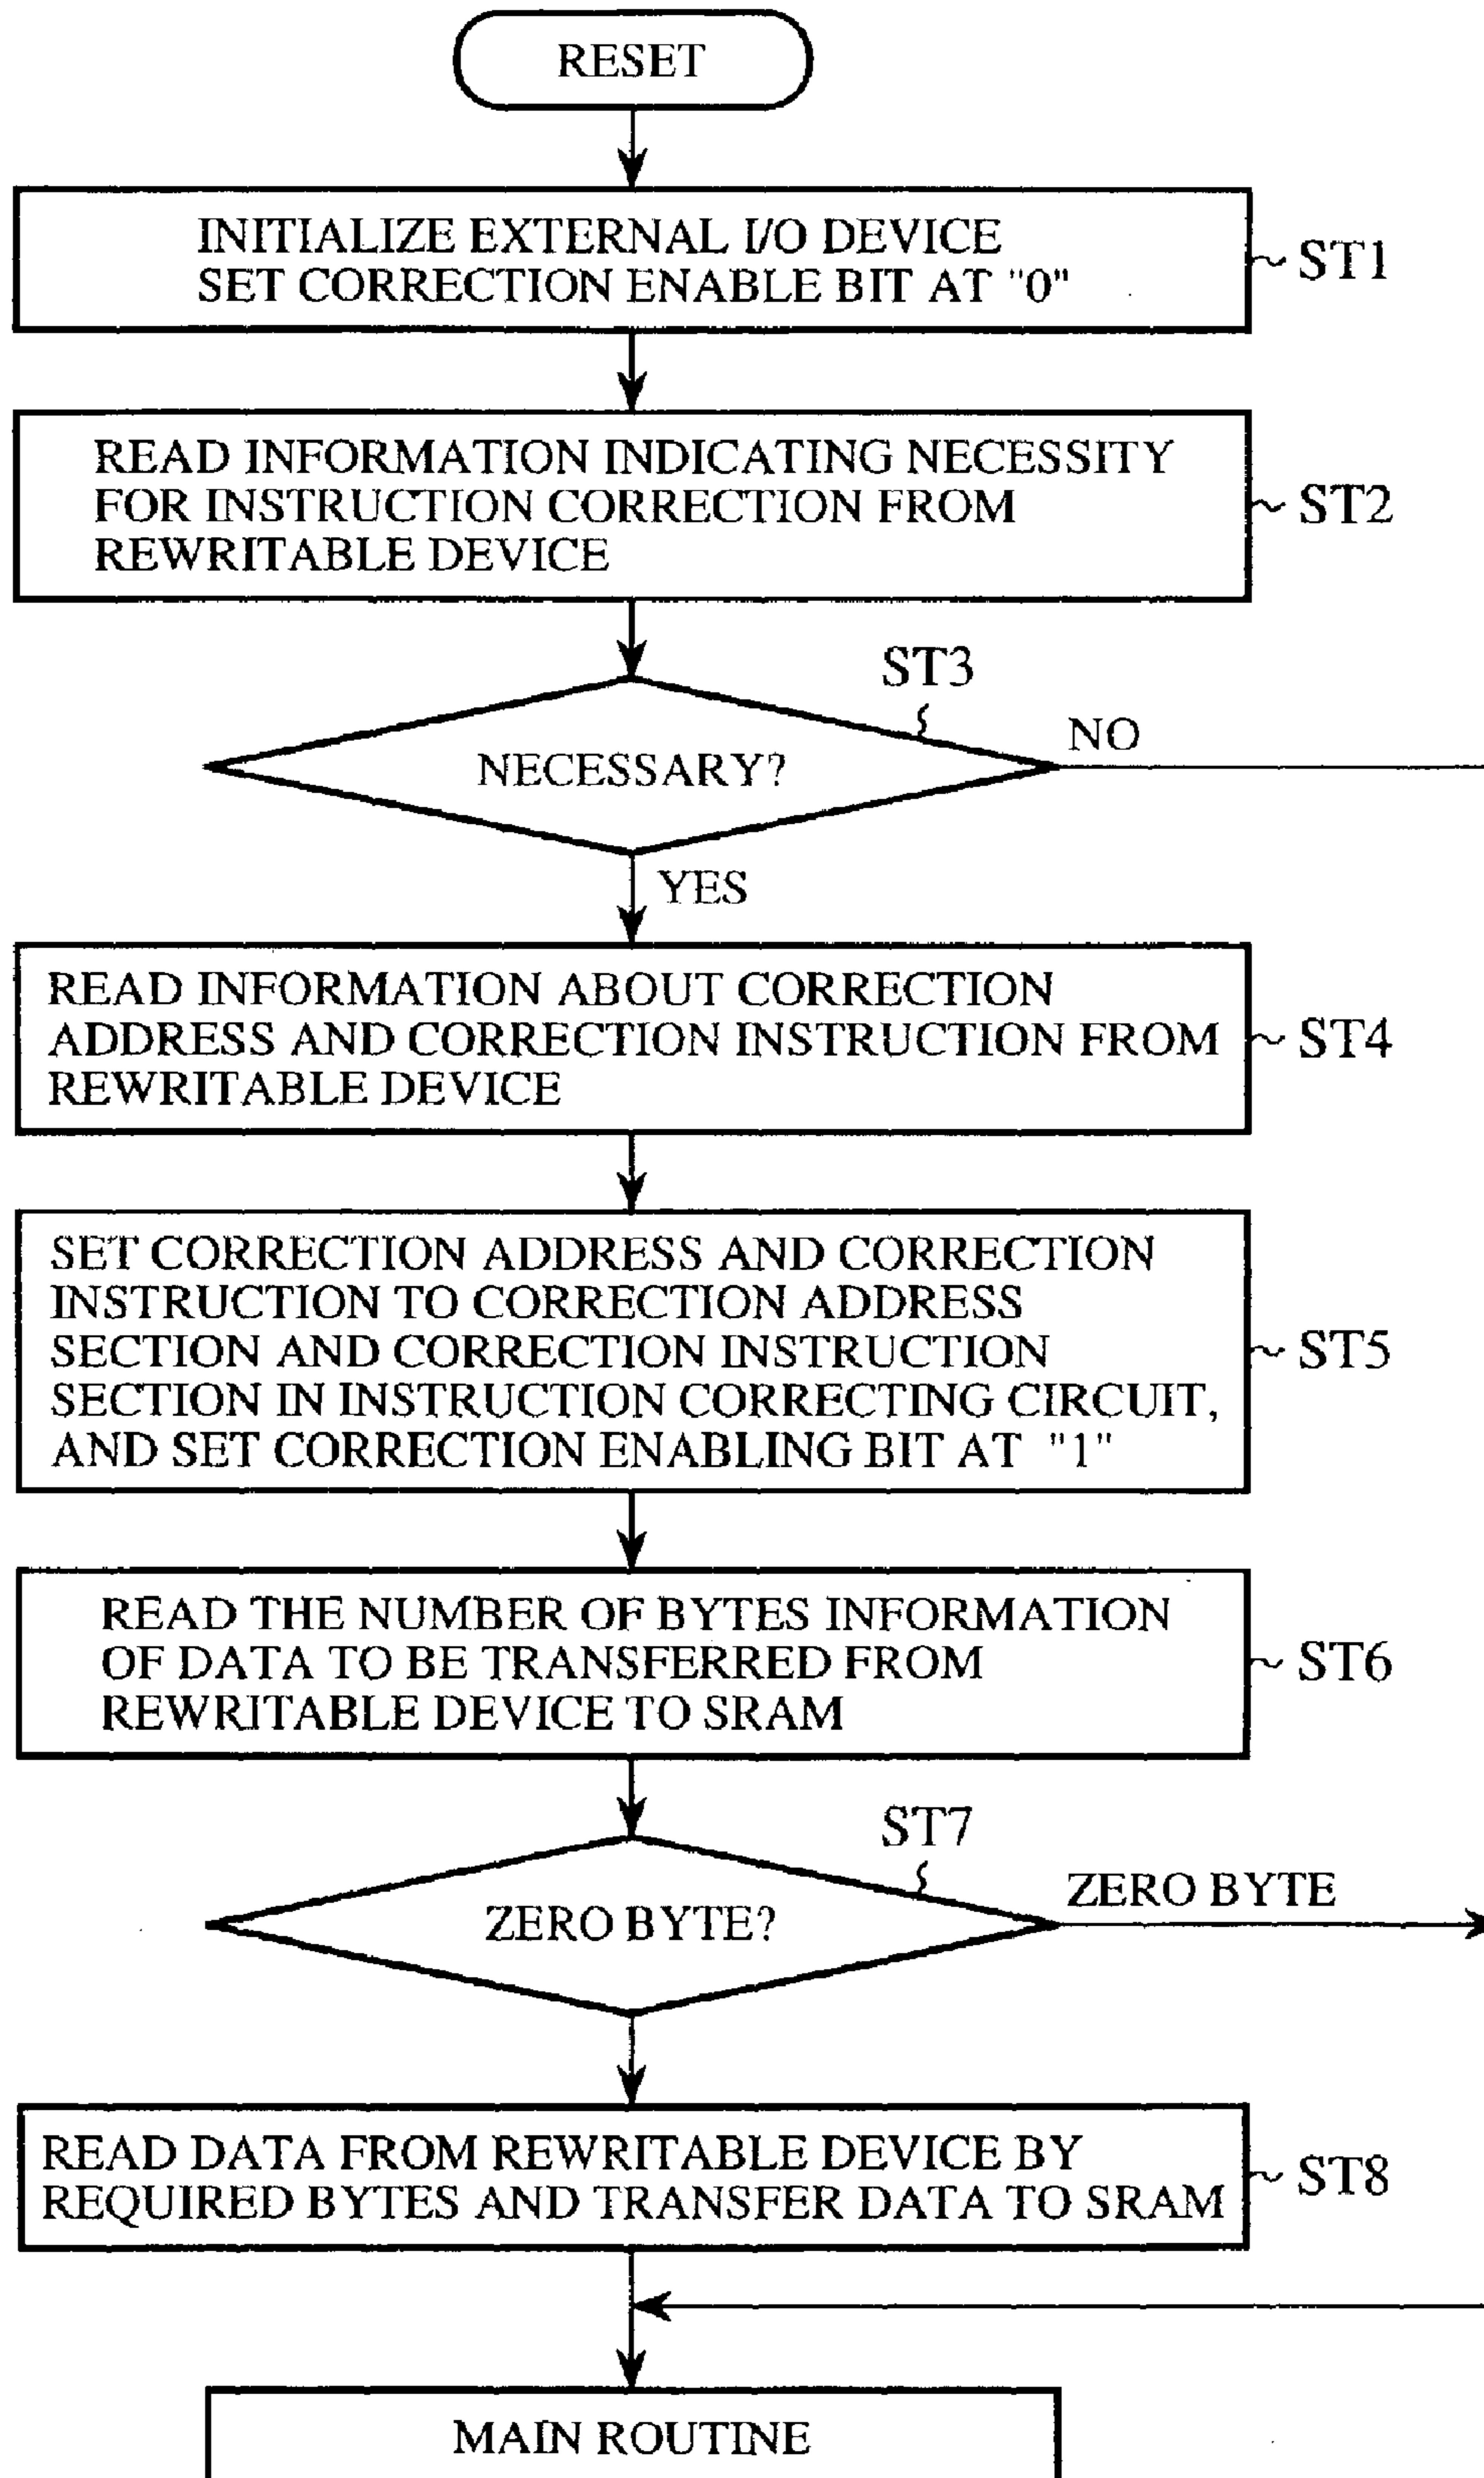 RESET
INITIALIZE EXTERNAL I/O DEVICE
SET CORRECTION ENABLE BIT AT "0"
ST1
READ INFORMATION INDICATING NECESSITY
FOR INSTRUCTION CORRECTION FROM
REWRITABLE DEVICE
ST2
ST3
NECESSARY?
NO
YES
READ INFORMATION ABOUT CORRECTION
ADDRESS AND CORRECTION INSTRUCTION FROM
REWRITABLE DEVICE
ST4
SET CORRECTION ADDRESS AND CORRECTION
INSTRUCTION TO CORRECTION ADDRESS
SECTION AND CORRECTION INSTRUCTION
SECTION IN INSTRUCTION CORRECTING CIRCUIT,
AND SET CORRECTION ENABLING BIT AT "1"
ST5
READ THE NUMBER OF BYTES INFORMATION
OF DATA TO BE TRANSFERRED FROM
REWRITABLE DEVICE TO SRAM
ST6
ST7
ZERO BYTE?
ZERO BYTE
READ DATA FROM REWRITABLE DEVICE BY
REQUIRED BYTES AND TRANSFER DATA TO SRAM
ST8
MAIN ROUTINE